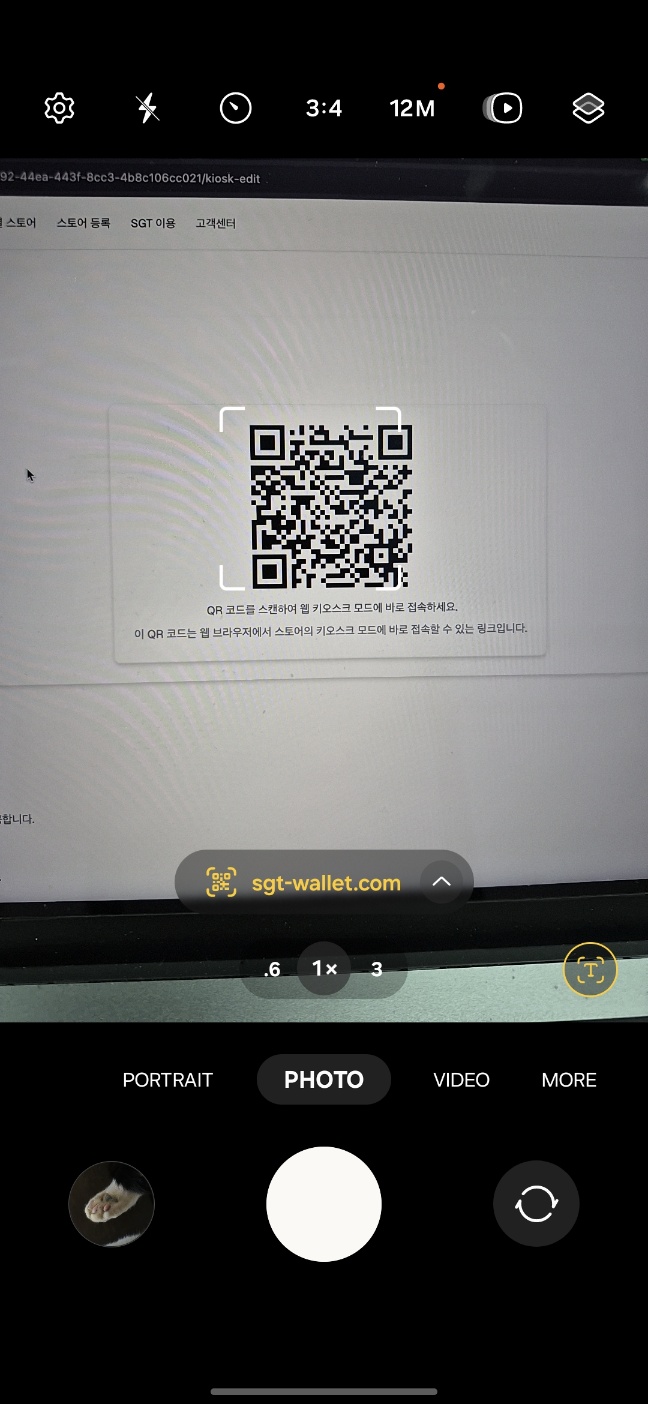 3:4
12M
92-44ea-443f-8cc3-4b8c106cc021/kiosk-edit
스토어
스토어 등록
SGT 이용
고객센터
QR 코드를 스캔하여 웹 키오스크 모드에 바로 접속하세요.
이 QR 코드는 웹 브라우저에서 스토어의 키오스크 모드에 바로 접속할 수 있는 링크입니다.
합니다.
sgt-wallet.com
.6
1×
3
T
PORTRAIT
PHOTO
VIDEO
MORE